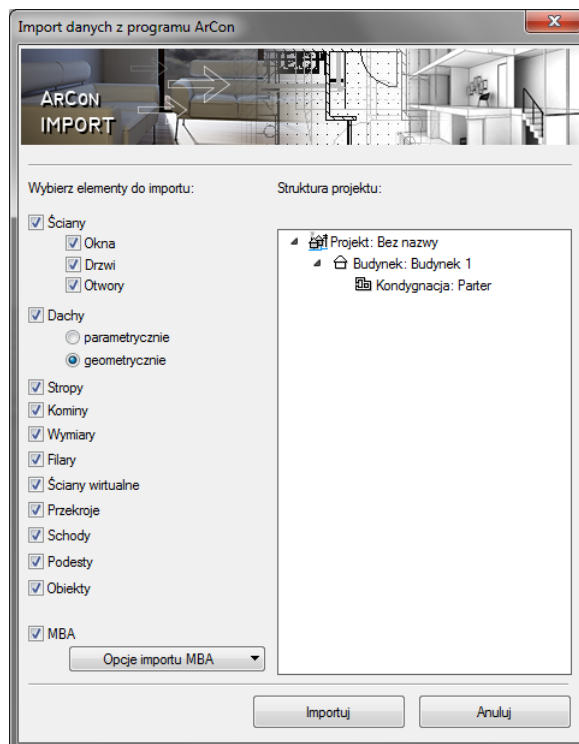 Import danych z programu ArCon
ARCON
IMPORT
Wybierz elementy do importu:
Struktura projektu:
Ściany
Okna
Drzwi
Otwory
Dachy
parametrycznie
geometrycznie
Stropy
Kominy
Wymiary
Filary
Ściany wirtualne
Przekroje
Schody
Podesty
Obiekty
MBA
Opcje importu MBA
Projekt: Bez nazwy
Budynek: Budynek 1
Kondygnacja: Parter
Importuj
Anuluj